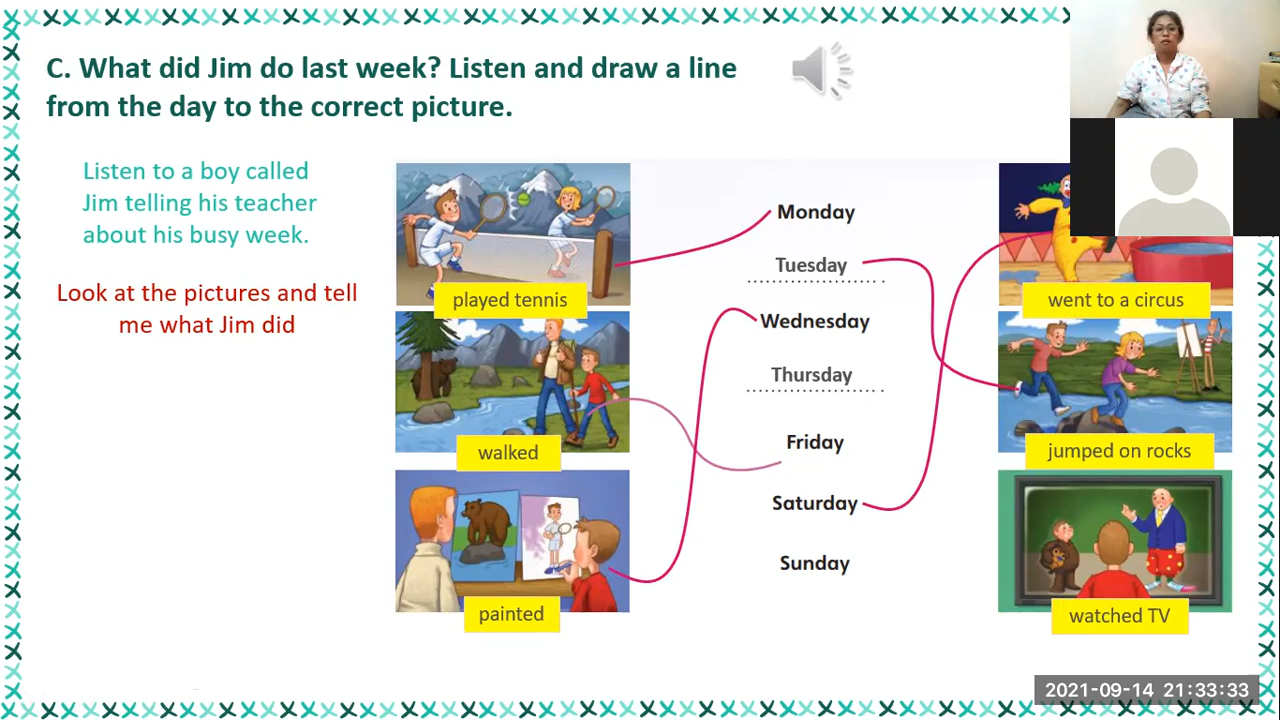 C. What did Jim do last week? Listen and draw a line
from the day to the correct picture.
Listen to a boy called
Jim telling his teacher
about his busy week.
Look at the pictures and tell
me what Jim did
played tennis
walked
painted
Monday
Tuesday
Wednesday
Thursday
Friday
Saturday
Sunday
went to a circus
jumped on rocks
watched TV
2021-09-14 21:33:33